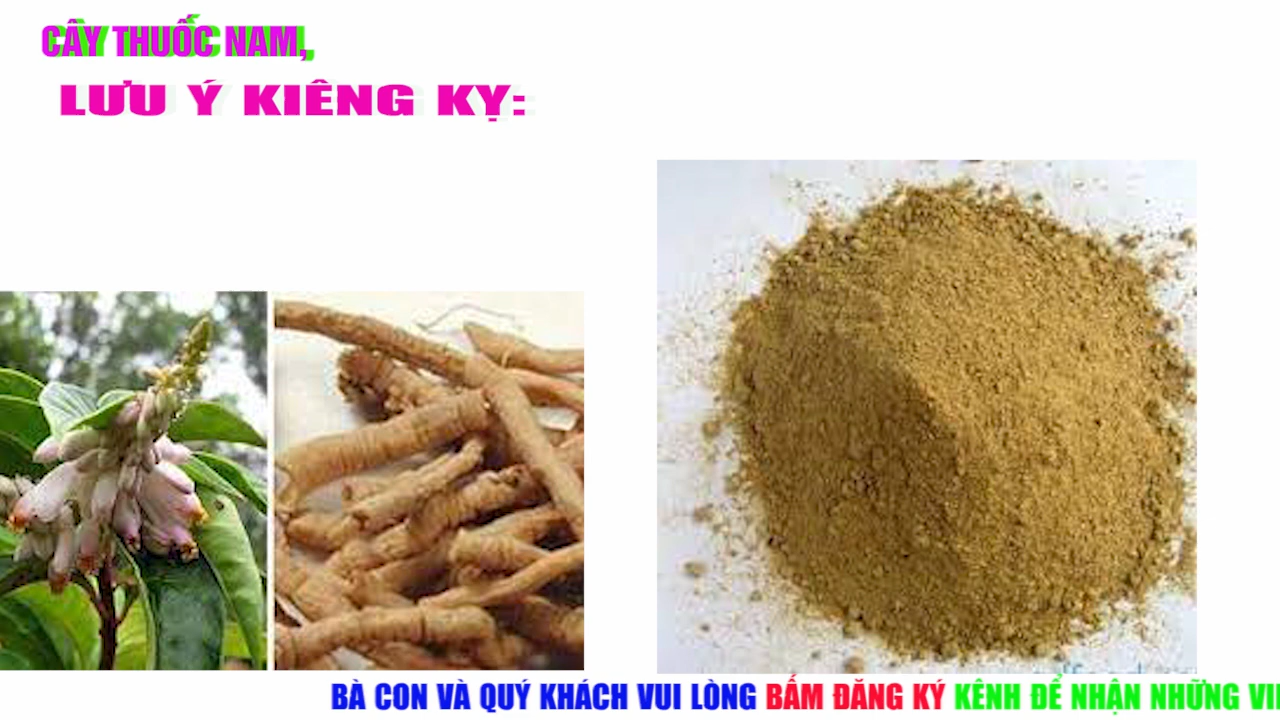 CÂY THUỐC NAM,
LƯU Ý KIÊNG KỴ:
BÀ CON VÀ QUÝ KHÁCH VUI LÒNG BẤM ĐĂNG KÝ KÊNH ĐỂ NHẬN NHỮNG